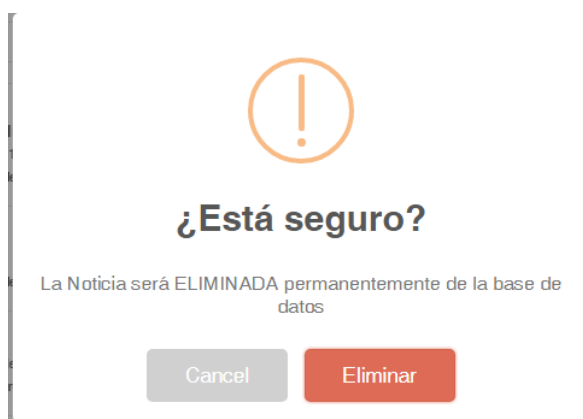 ¿Está seguro?
La Noticia será ELIMINADA permanentemente de la base de
datos
Cancel
Eliminar